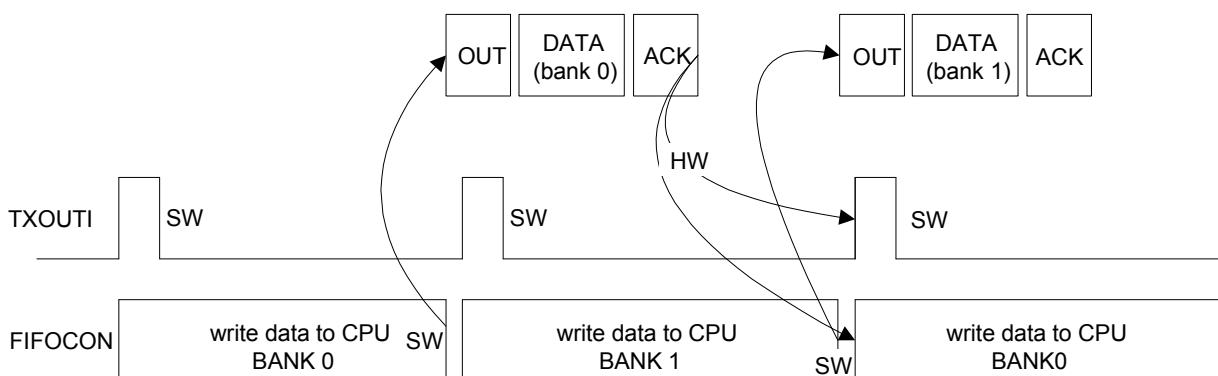 OUT
DATA
(bank 0)
ACK
OUT
DATA
(bank 1)
ACK
HW
TXOUTI
SW
SW
SW
FIFOCON
write data to CPU
BANK 0
SW
write data to CPU
BANK 1
SW
write data to CPU
BANK0